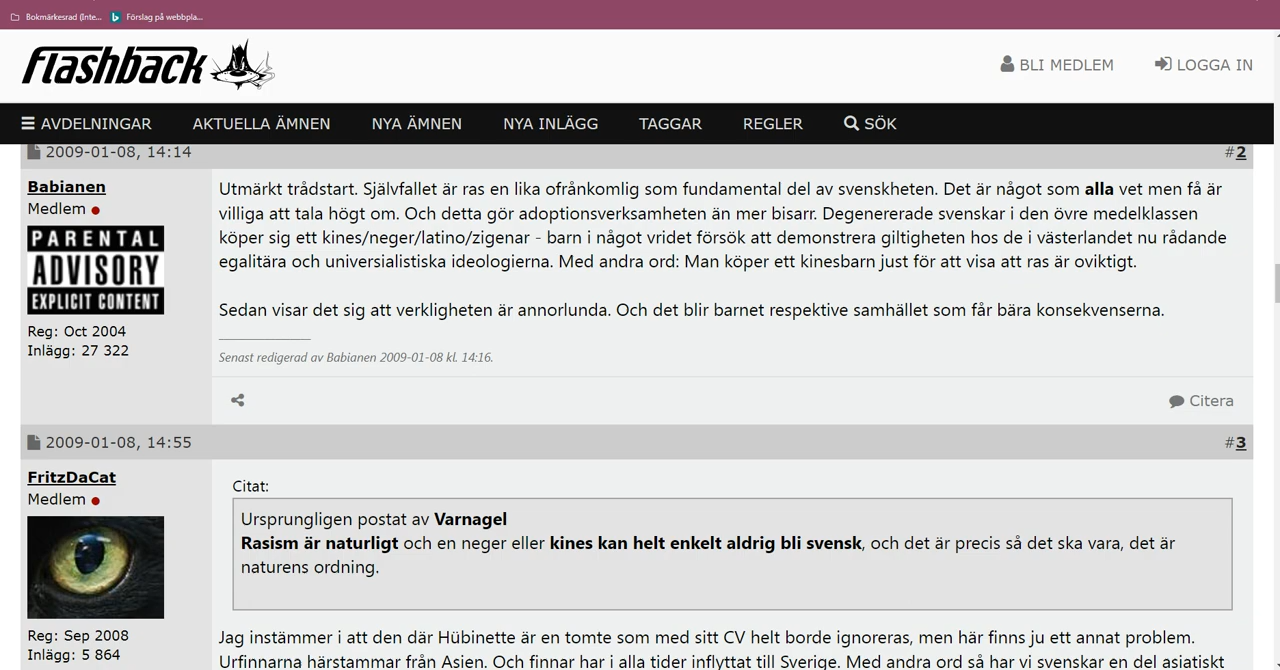 Bokmärkesrad (Inte...
Förslag på webbpla...
flashback
BLI MEDLEM
LOGGA IN
AVDELNINGAR
AKTUELLA ÄMNEN
NYA ÄMNEN
NYA INLÄGG
TAGGAR
REGLER
SÖK
2009-01-08, 14:14
#2
Babianen
Medlem
PARENTAL
ADVISORY
EXPLICIT CONTENT
Reg: Oct 2004
Inlägg: 27 322
Utmärkt trådstart. Självfallet är ras en lika ofrånkomlig som fundamental del av svenskheten. Det är något som alla vet men få är
villiga att tala högt om. Och detta gör adoptionsverksamheten än mer bisarr. Degenererade svenskar i den övre medelklassen
köper sig ett kines/neger/latino/zigenar - barn i något vridet försök att demonstrera giltigheten hos de i västerlandet nu rådande
egalitära och universialistiska ideologierna. Med andra ord: Man köper ett kinesbarn just för att visa att ras är oviktigt.
Sedan visar det sig att verkligheten är annorlunda. Och det blir barnet respektive samhället som får bära konsekvenserna.
Senast redigerad av Babianen 2009-01-08 kl. 14:16.
Citera
2009-01-08, 14:55
#3
FritzDaCat
Medlem
Reg: Sep 2008
Inlägg: 5 864
Citat:
Ursprungligen postat av Varnagel
Rasism är naturligt och en neger eller kines kan helt enkelt aldrig bli svensk, och det är precis så det ska vara, det är
naturens ordning.
Jag instämmer i att den där Hübinette är en tomte som med sitt CV helt borde ignoreras, men här finns ju ett annat problem.
Urfinnarna härstammar från Asien. Och finnar har i alla tider inflyttat till Sverige. Med andra ord så har vi svenskar en del asiatiskt